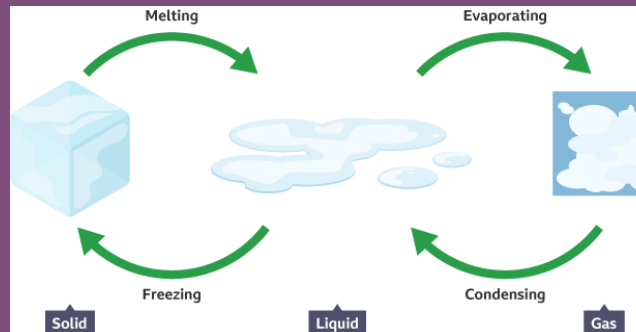 Melting
Evaporating
Freezing
Condensing
Solid
Liquid
Gas